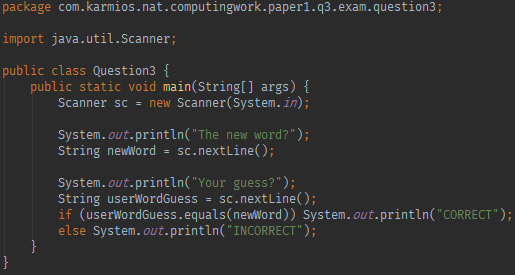 package com.karmios.nat.computingwork.paper1.q3.exam.question3;
import java.util.Scanner;
public class Question3 {
public static void main(String[] args) {
Scanner sc = new Scanner(System.in);
System.out.println("The new word?");
String newWord = sc.nextLine();
System.out.println("Your guess?");
String userWordGuess = sc.nextLine();
if (userWordGuess.equals(newWord)) System.out.println("CORRECT");
else System.out.println("INCORRECT");
}
}